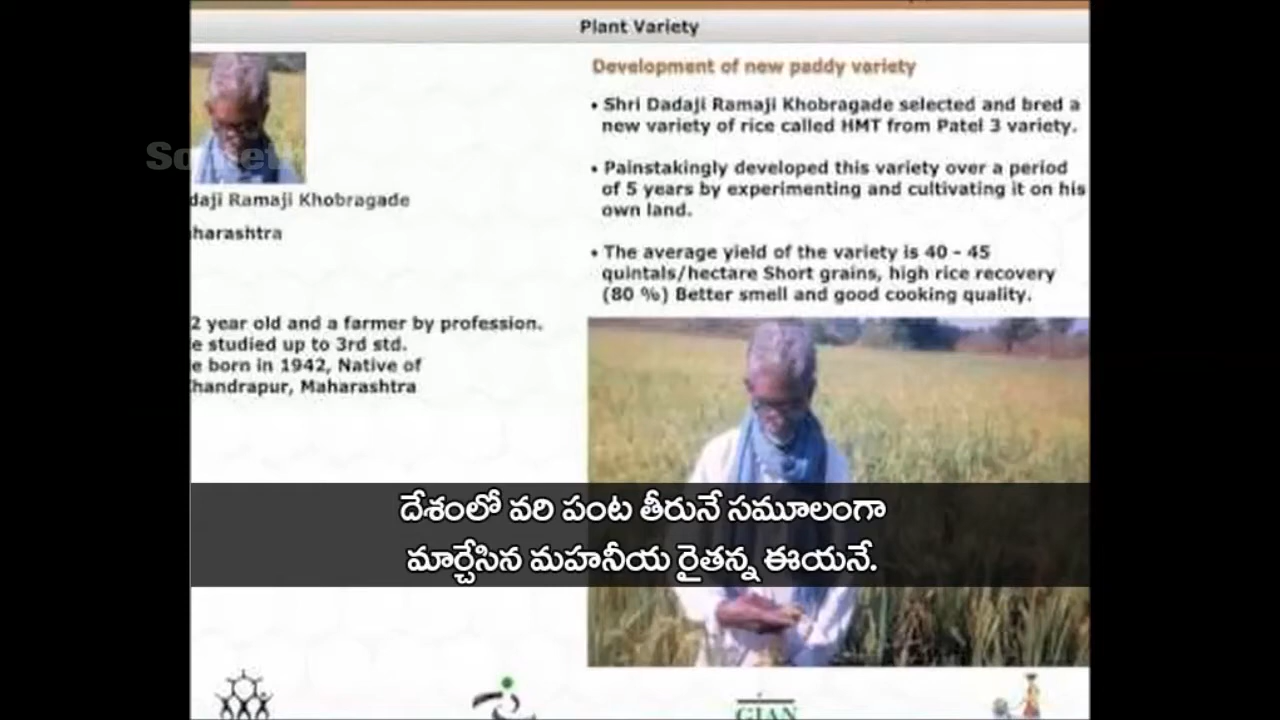 Plant Variety
Development of new paddy variety
• Shri Dadaji Ramaji Khobragade selected and bred a
new variety of rice called HMT from Patel 3 variety.
• Painstakingly developed this variety over a period
of 5 years by experimenting and cultivating it on his
own land.
• The average yield of the variety is 40 - 45
quintals/hectare Short grains, high rice recovery
(80 %) Better smell and good cooking quality.
Someth
daji Ramaji Khobragade
harashtra
2 year old and a farmer by profession.
e studied up to 3rd std.
e born in 1942, Native of
handrapur, Maharashtra
దేశంలో వరి పంట తీరునే సమూలంగా
మార్చేసిన మహనీయ రైతన్న ఈయనే.
GIAN